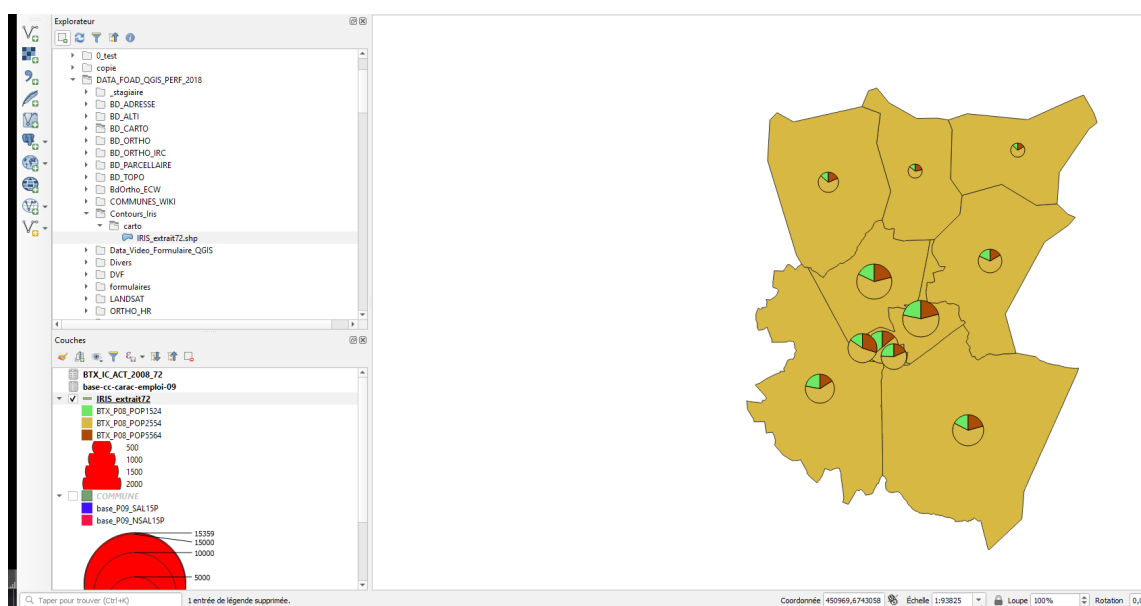 Explorateur
0_test
copie
DATA_FOAD_QGIS_PERF_2018
_stagiaire
BD_ADRESSE
BD_ALTI
BD_CARTO
BD_ORTHO
BD_ORTHO_IRC
BD_PARCELLAIRE
BD_TOPO
BdOrtho_ECW
COMMUNES_WIKI
Contours_Iris
carto
IRIS_extrait72.shp
Data_Video_Formulaire_QGIS
Divers
DVF
formulaires
LANDSAT
ORTHO_HR
Couches
BTX_IC_ACT_2008_72
base-cc-carac-emploi-09
IRIS_extrait72
BTX_P08_POP1524
BTX_P08_POP2554
BTX_P08_POP5564
500
1000
1500
2000
COMMUNE
base_P09_SAL15P
base_P09_NSAL15P
15359
15000
10000
5000
Taper pour trouver (Ctrl+K) 1 entrée de légende supprimée. Coordonnée 450969,6743058 Échelle 1:93825 Loupe 100% Rotation 0,0